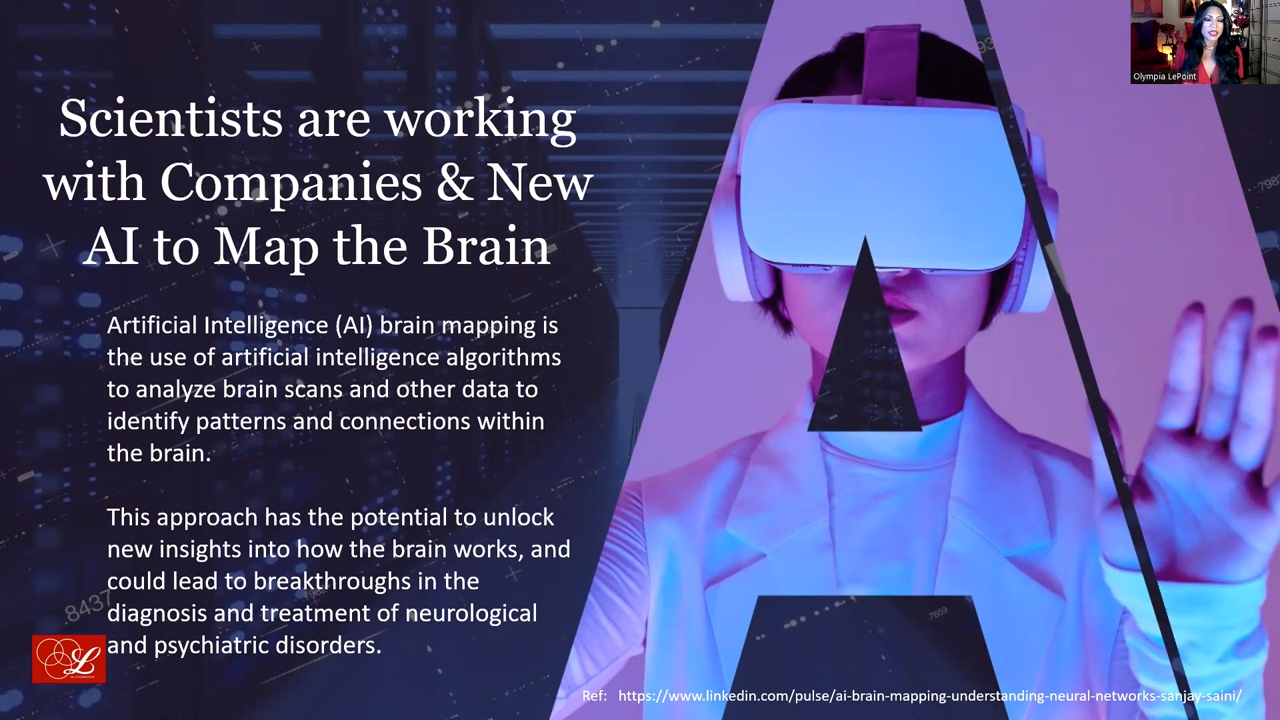 Scientists are working
with Companies & New
AI to Map the Brain
Artificial Intelligence (AI) brain mapping is
the use of artificial intelligence algorithms
to analyze brain scans and other data to
identify patterns and connections within
the brain.
This approach has the potential to unlock
new insights into how the brain works, and
could lead to breakthroughs in the
diagnosis and treatment of neurological
and psychiatric disorders.
Ref: https://www.linkedin.com/pulse/ai-brain-mapping-understanding-neural-networks-sanjay-saini/
Olympia LePoint
8437
7659
L